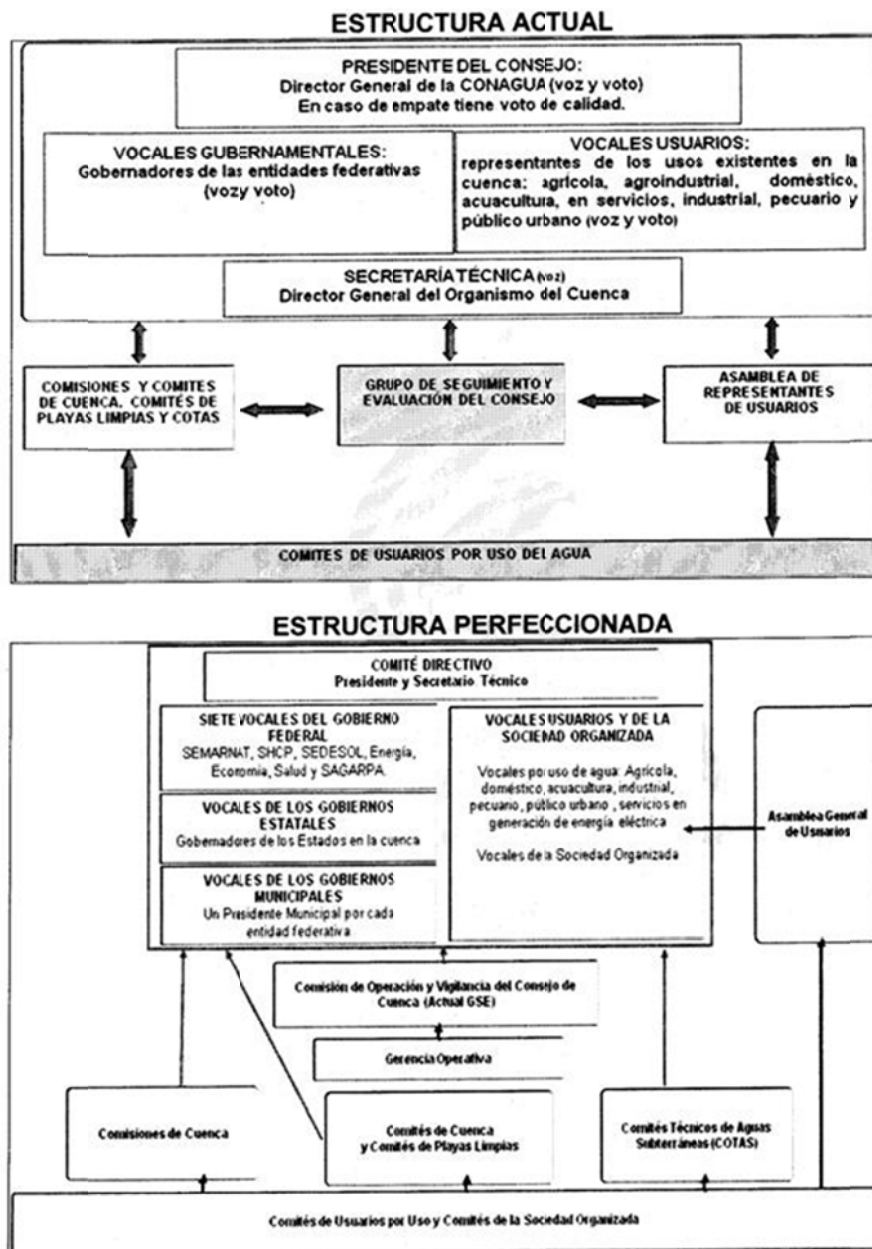 ESTRUCTURA ACTUAL
PRESIDENTE DEL CONSEJO:
Director General de la CONAGUA (voz y voto)
En caso de empate tiene voto de calidad.
VOCALES GUBERNAMENTALES:
Gobernadores de las entidades federativas
(voz y voto)
VOCALES USUARIOS:
representantes de los usos existentes en la
cuenca: agrícola, agroindustrial, doméstico,
acuacultura, en servicios, industrial, pecuario y
público urbano (voz y voto)
SECRETARÍA TÉCNICA (voz)
Director General del Organismo del Cuenca
COMISIONES Y COMITES
DE CUENCA, COMITÉS DE
PLAYAS LIMPIAS Y COTAS
GRUPO DE SEGUIMIENTO Y
EVALUACIÓN DEL CONSEJO
ASAMBLEA DE
REPRESENTANTES
DE USUARIOS
COMITES DE USUARIOS POR USO DEL AGUA
ESTRUCTURA PERFECCIONADA
COMITÉ DIRECTIVO
Presidente y Secretario Técnico
SIETE VOCALES DEL GOBIERNO
FEDERAL
SEMARNAT, SHCP, SEDESOL, Energía,
Economía, Salud y SAGARPA.
VOCALES DE LOS GOBIERNOS
ESTATALES
Gobernadores de los Estados en la cuenca
VOCALES DE LOS GOBIERNOS
MUNICIPALES
Un Presidente Municipal por cada
entidad federativa
VOCALES USUARIOS Y DE LA
SOCIEDAD ORGANIZADA
Vocales por uso de agua: Agrícola,
doméstico, acuacultura, industrial,
pecuario, público urbano, servicios en
generación de energía eléctrica
Vocales de la Sociedad Organizada
Asamblea General
de Usuarios
Comisión de Operación y Vigilancia del Consejo de
Cuenca (Actual GSE)
Gerencia Operativa
Comisiones de Cuenca
Comités de Cuenca
y Comités de Playas Limpias
Comités Técnicos de Aguas
Subterráneas (COTAS)
Comités de Usuarios por Uso y Comités de la Sociedad Organizada